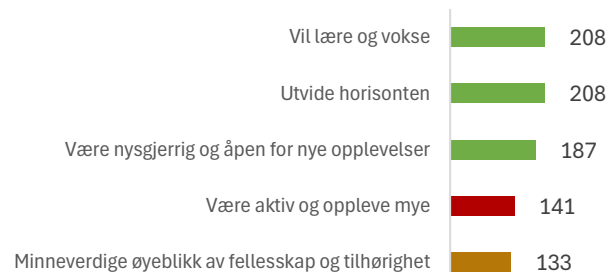 Vil lære og vokse 208
Utvide horisonten 208
Være nysgjerrig og åpen for nye opplevelser 187
Være aktiv og oppleve mye 141
Minneverdige øyeblikk av fellesskap og tilhørighet 133